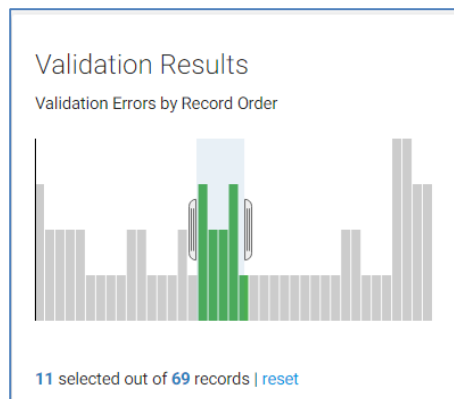 Validation Results
Validation Errors by Record Order
11 selected out of 69 records | reset